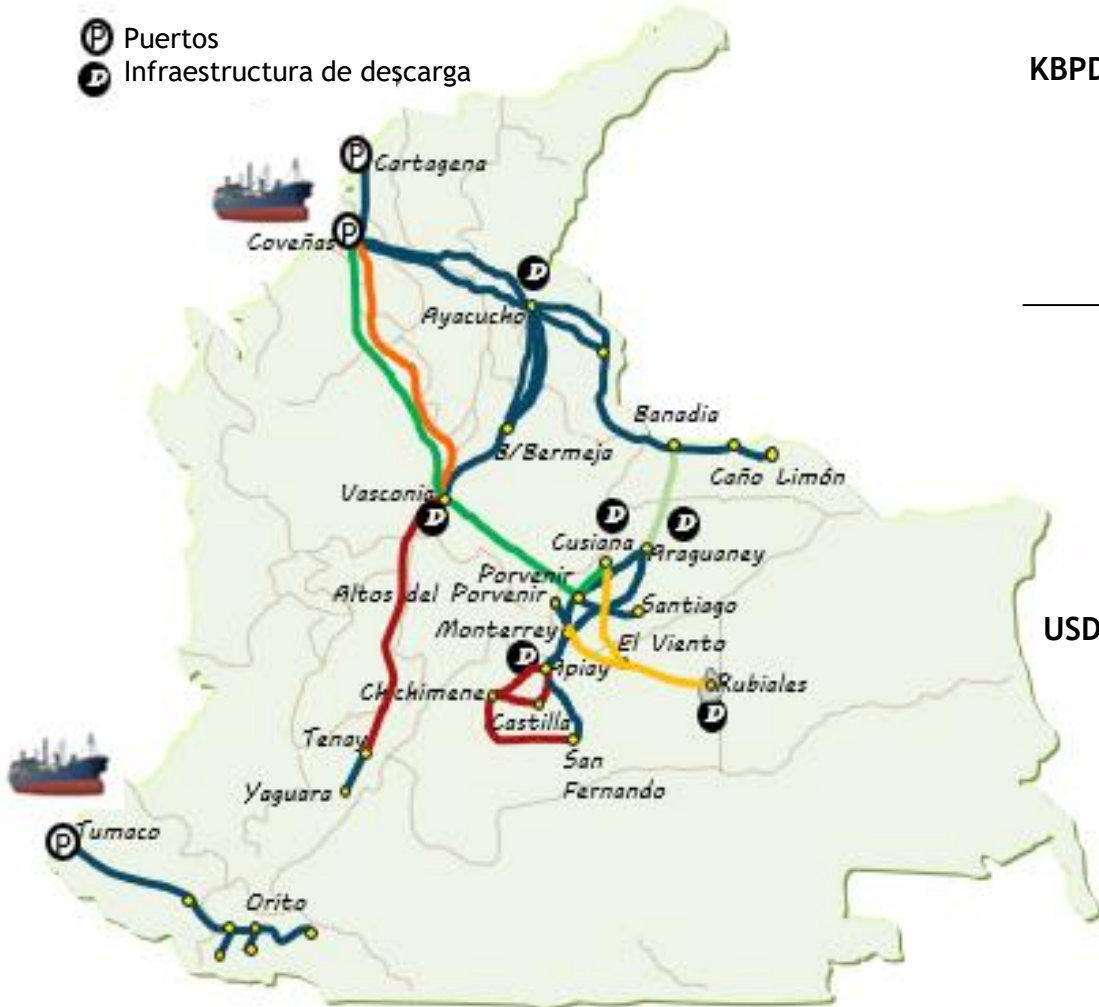 P Puertos
D Infraestructura de descarga
KBPD
P
Cartagena
P
Coveñas
D
Ayacucho
Banadia
B/Bermeja
Caño Limón
Vasconia
D
D
D
Cusiana
Araguaney
Porvenir
Altos del Porvenir
Santiago
Monterrey
El Viento
USD
D
Apiay
Rubiales
D
Chichimene
Castilla
San
Fernando
Tenay
Yaguara
P
Tumaco
Orito